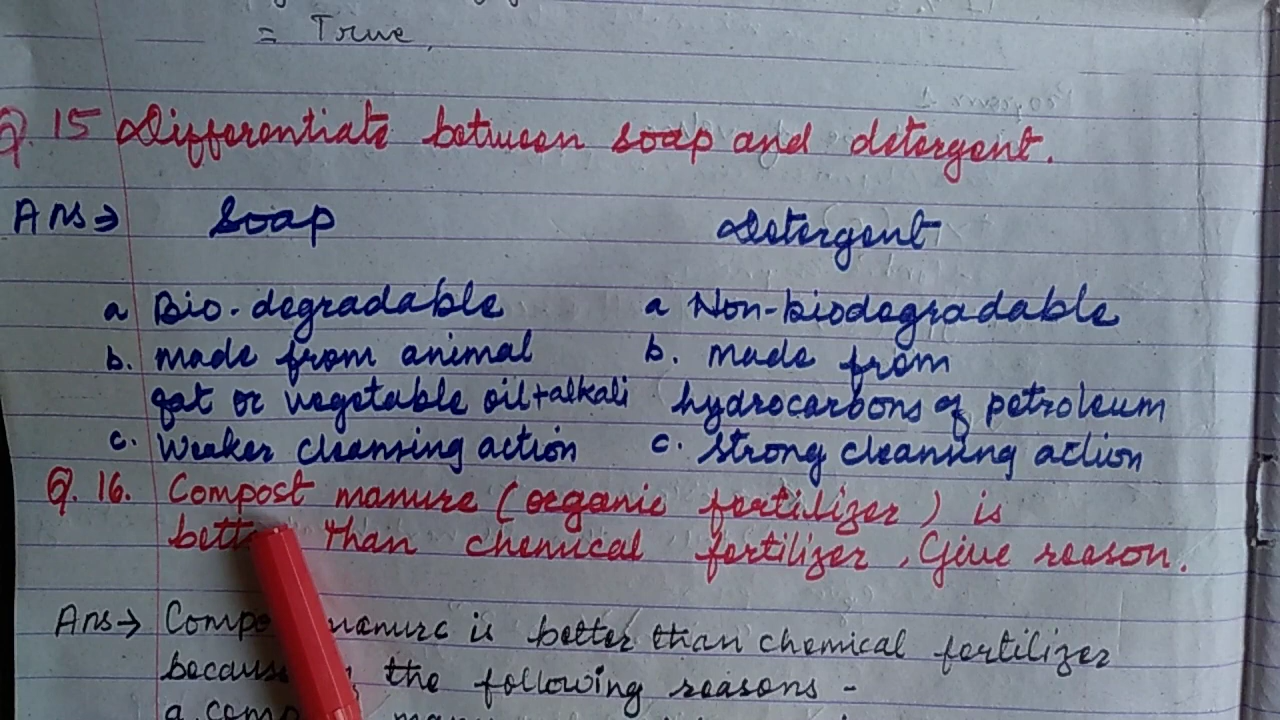 = True.
Q. 15 Differentiate between soap and detergent.
Ans → Soap Detergent
a Bio-degradable a Non-biodegradable
b. made from animal b. made from
fat or vegetable oil+alkali hydrocarbons of petroleum
c. Weaker cleansing action c. Strong cleansing action
Q. 16. Compost manure (organic fertilizer) is
than chemical fertilizer, Give reason.
Ans → manure is better than chemical fertilizer
the following reasons -
a.